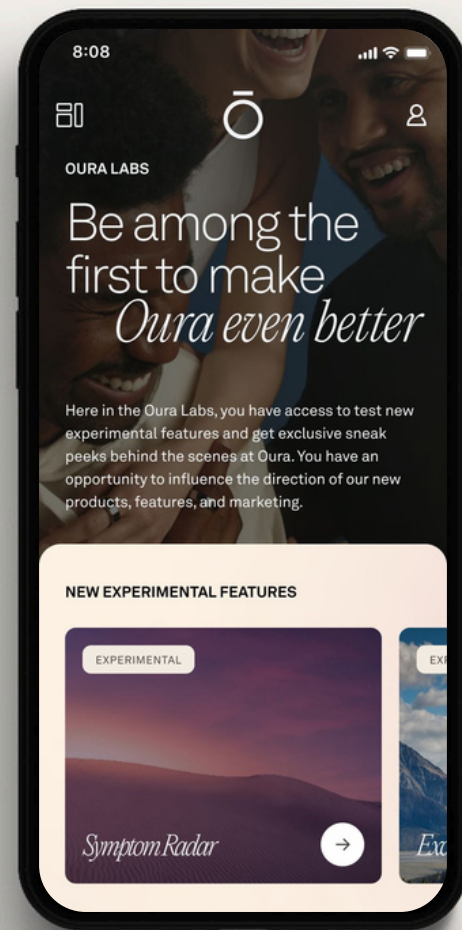 8:08
OURA LABS
Be among the
first to make
Oura even better
Here in the Oura Labs, you have access to test new
experimental features and get exclusive sneak
peeks behind the scenes at Oura. You have an
opportunity to influence the direction of our new
products, features, and marketing.
NEW EXPERIMENTAL FEATURES
EXPERIMENTAL
Symptom Radar